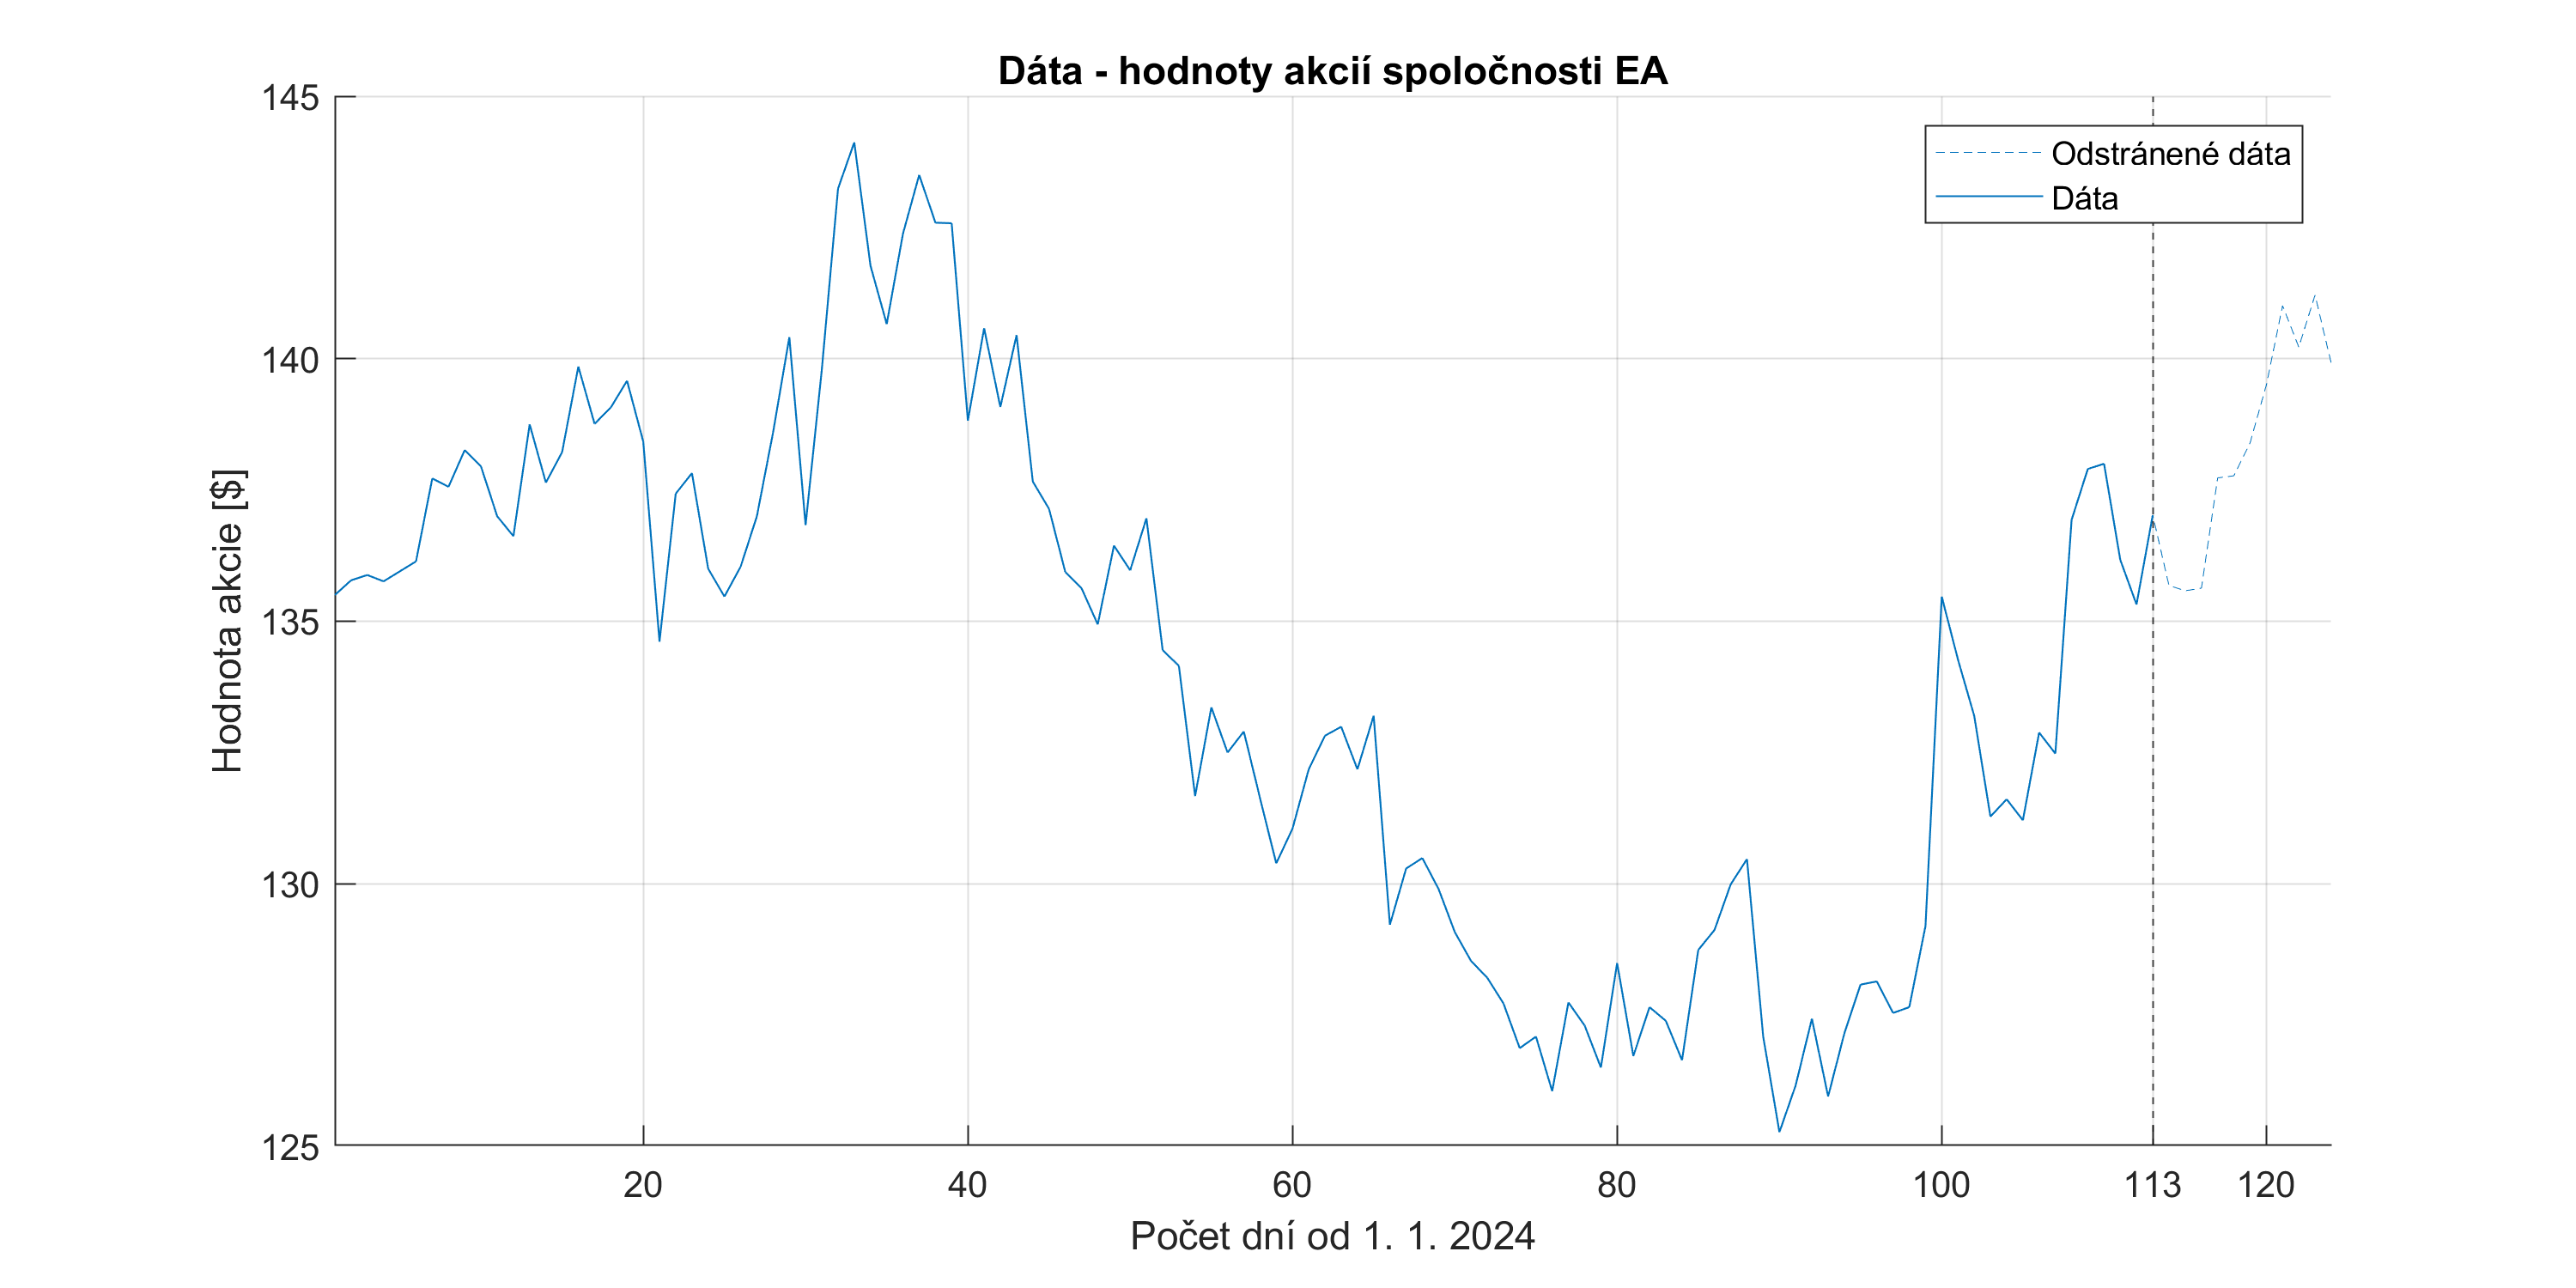 Dáta - hodnoty akcií spoločnosti EA
Odstránené dáta
Dáta
Hodnota akcie [$]
145
140
135
130
125
20 40 60 80 100 113 120
Počet dní od 1. 1. 2024